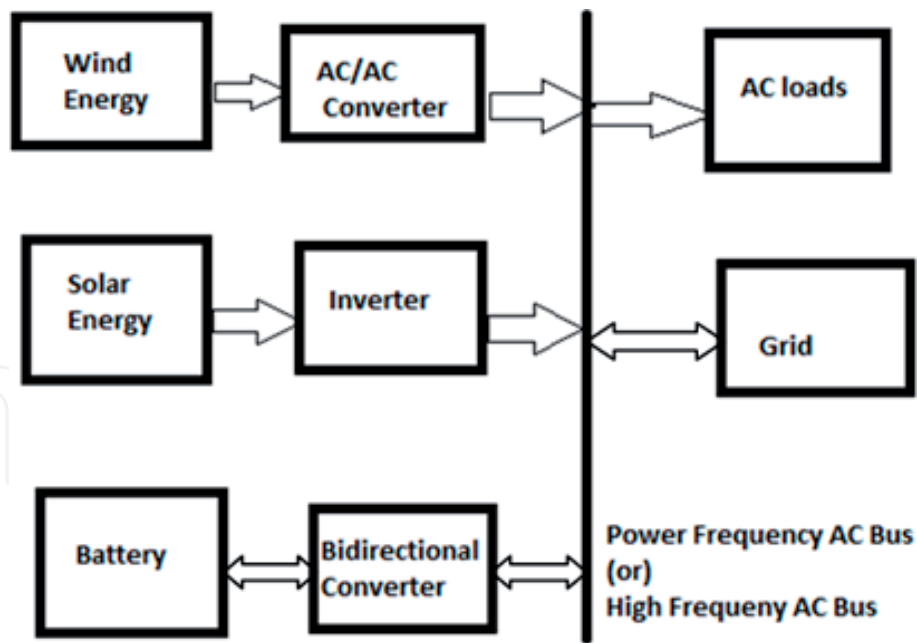 Wind
Energy
AC/AC
Converter
AC loads
Solar
Energy
Inverter
Grid
Battery
Bidirectional
Converter
Power Frequency AC Bus
(or)
High Frequeny AC Bus